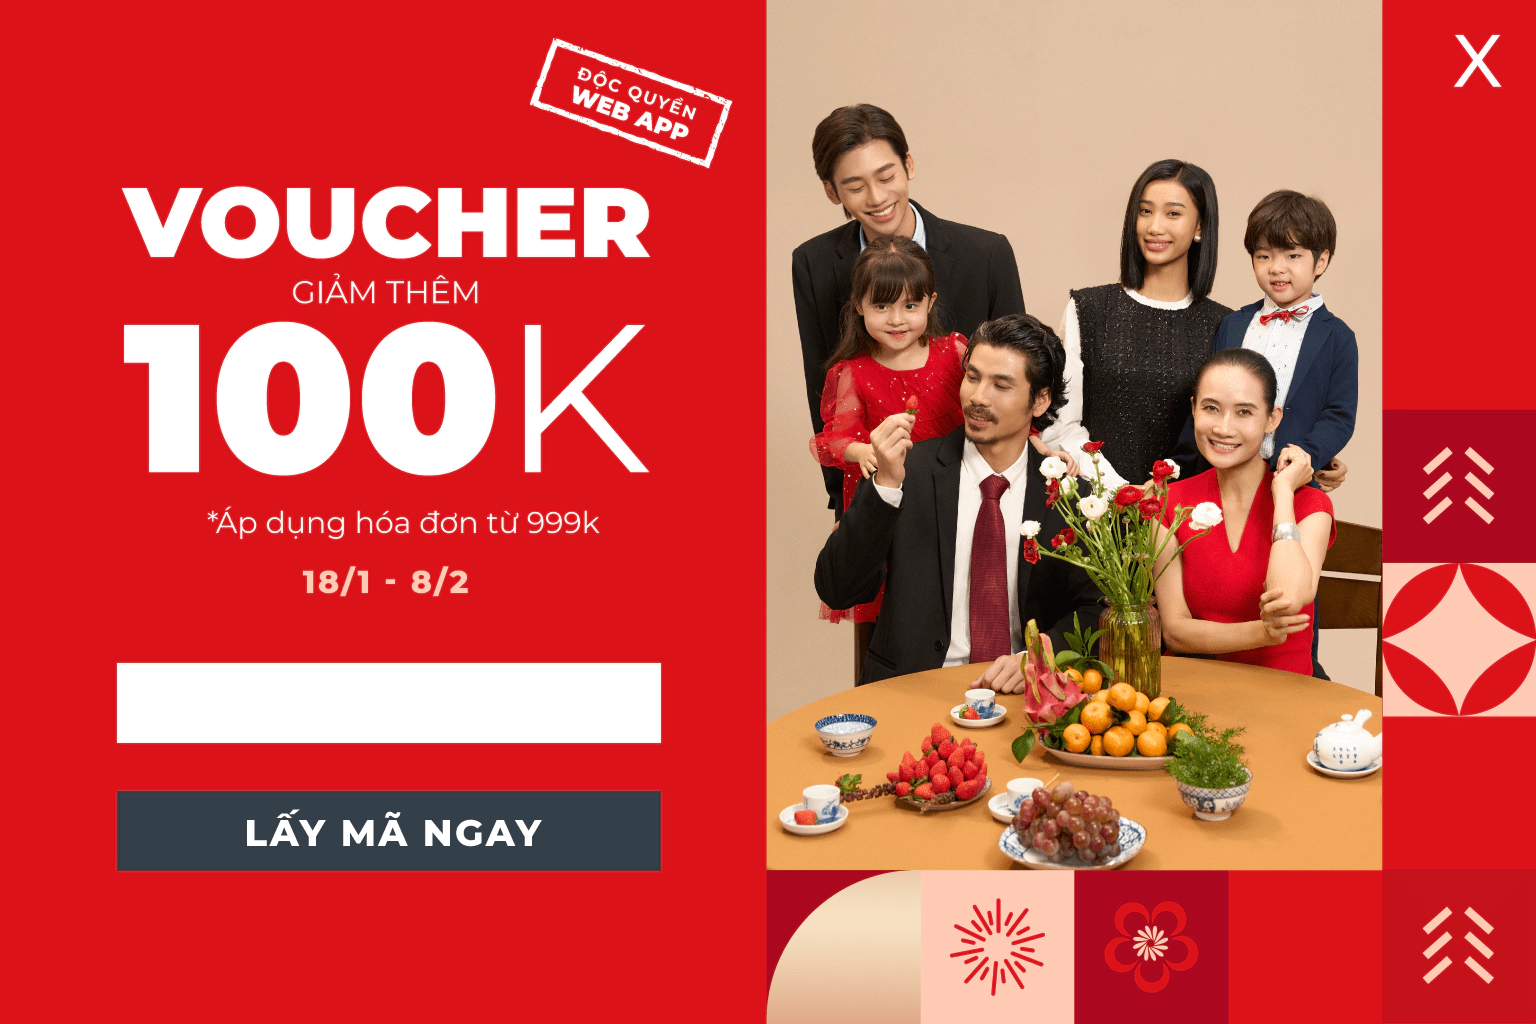 ĐỘC QUYỀN
WEB APP
VOUCHER
GIẢM THÊM
100K
*Áp dụng hóa đơn từ 999k
18/1 - 8/2
LẤY MÃ NGAY
X